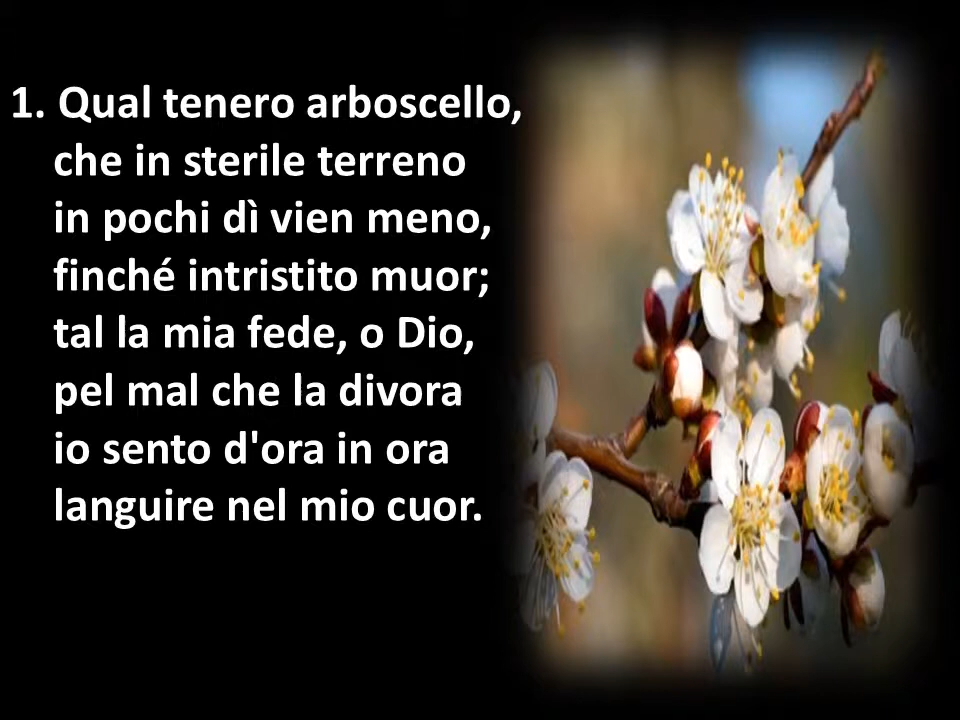 1. Qual tenero arboscello,
che in sterile terreno
in pochi dì vien meno,
finché intristito muor;
tal la mia fede, o Dio,
pel mal che la divora
io sento d'ora in ora
languire nel mio cuor.